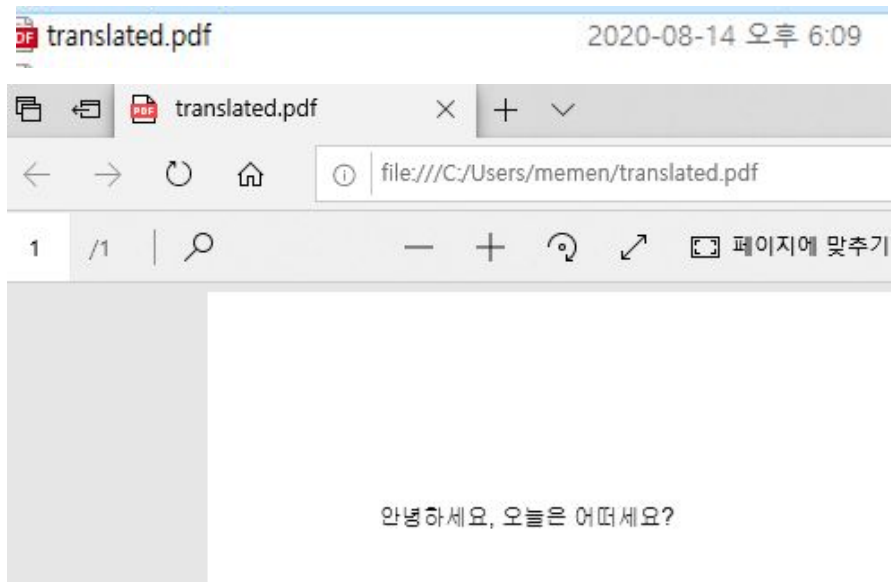 translated.pdf 2020-08-14 오후 6:09
translated.pdf
file:///C:/Users/memen/translated.pdf
1 /1 페이지에 맞추기
안녕하세요, 오늘은 어떠세요?